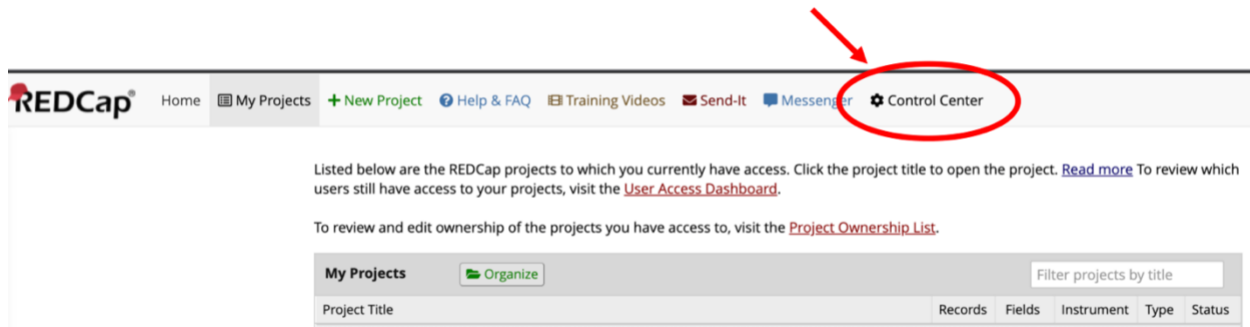 REDCap® Home My Projects + New Project Help & FAQ Training Videos Send-It Messenger Control Center
Listed below are the REDCap projects to which you currently have access. Click the project title to open the project. Read more To review which
users still have access to your projects, visit the User Access Dashboard.
To review and edit ownership of the projects you have access to, visit the Project Ownership List.
My Projects Organize Filter projects by title
Project Title Records Fields Instrument Type Status